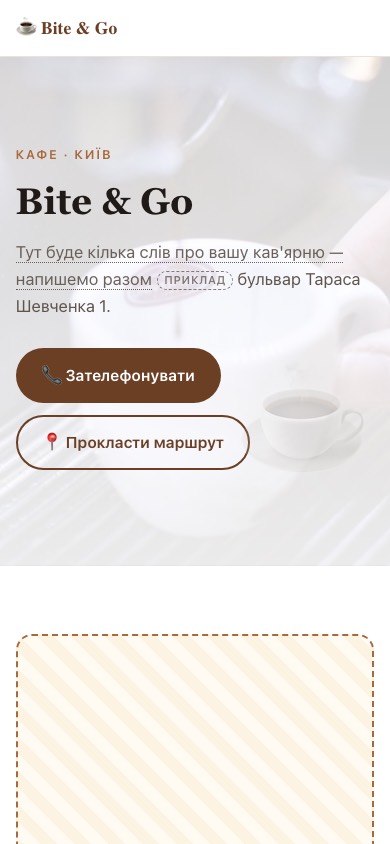 Bite & Go
КАФЕ · КИЇВ
Bite & Go
Тут буде кілька слів про вашу кав'ярню —
напишемо разом ПРИКЛАД бульвар Тараса
Шевченка 1.
Зателефонувати
Прокласти маршрут